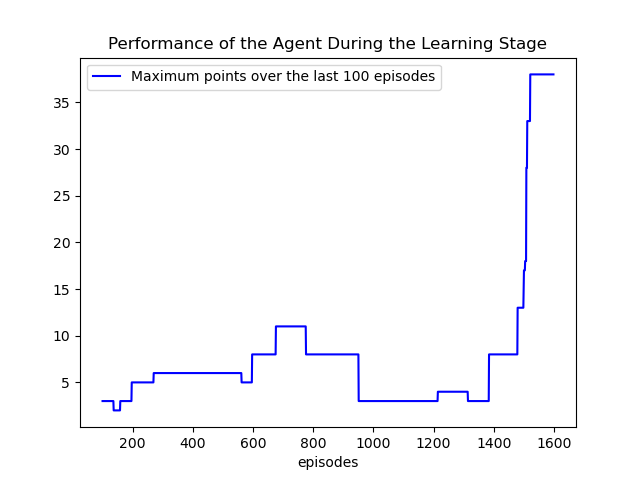 Performance of the Agent During the Learning Stage
Maximum points over the last 100 episodes
35
30
25
20
15
10
5
200 400 600 800 1000 1200 1400 1600
episodes